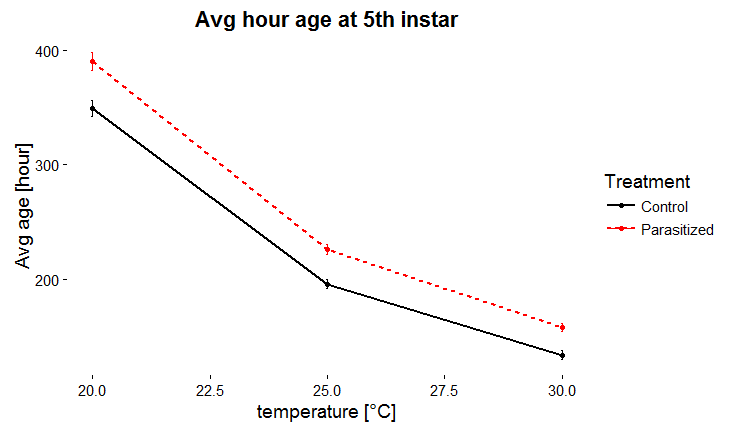 Avg hour age at 5th instar
400
300
200
Avg age [hour]
20.0
22.5
25.0
27.5
30.0
temperature [°C]
Treatment
Control
Parasitized